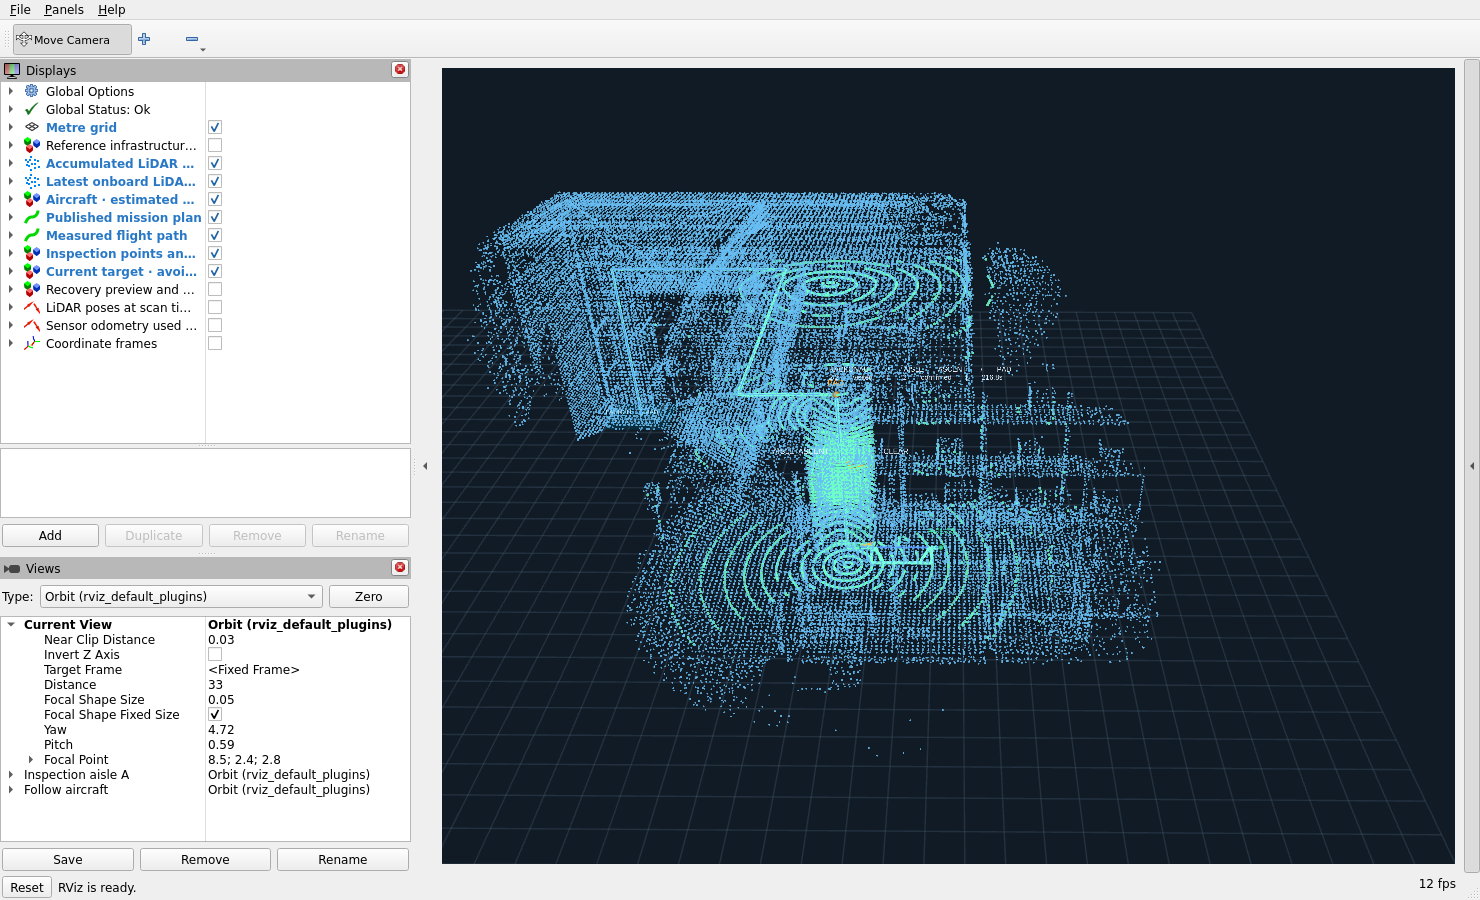 File Panels Help
Move Camera
Displays
Global Options
Global Status: Ok
Metre grid
Reference infrastructur...
Accumulated LiDAR ...
Latest onboard LiDA...
Aircraft · estimated ...
Published mission plan
Measured flight path
Inspection points an...
Current target · avoi...
Recovery preview and ...
LiDAR poses at scan ti...
Sensor odometry used ...
Coordinate frames
Add Duplicate Remove Rename
Views
Type: Orbit (rviz_default_plugins) Zero
Current View Orbit (rviz_default_plugins)
Near Clip Distance 0.03
Invert Z Axis
Target Frame <Fixed Frame>
Distance 33
Focal Shape Size 0.05
Focal Shape Fixed Size
Yaw 4.72
Pitch 0.59
Focal Point 8.5; 2.4; 2.8
Inspection aisle A Orbit (rviz_default_plugins)
Follow aircraft Orbit (rviz_default_plugins)
Save Remove Rename
Reset RViz is ready.
12 fps